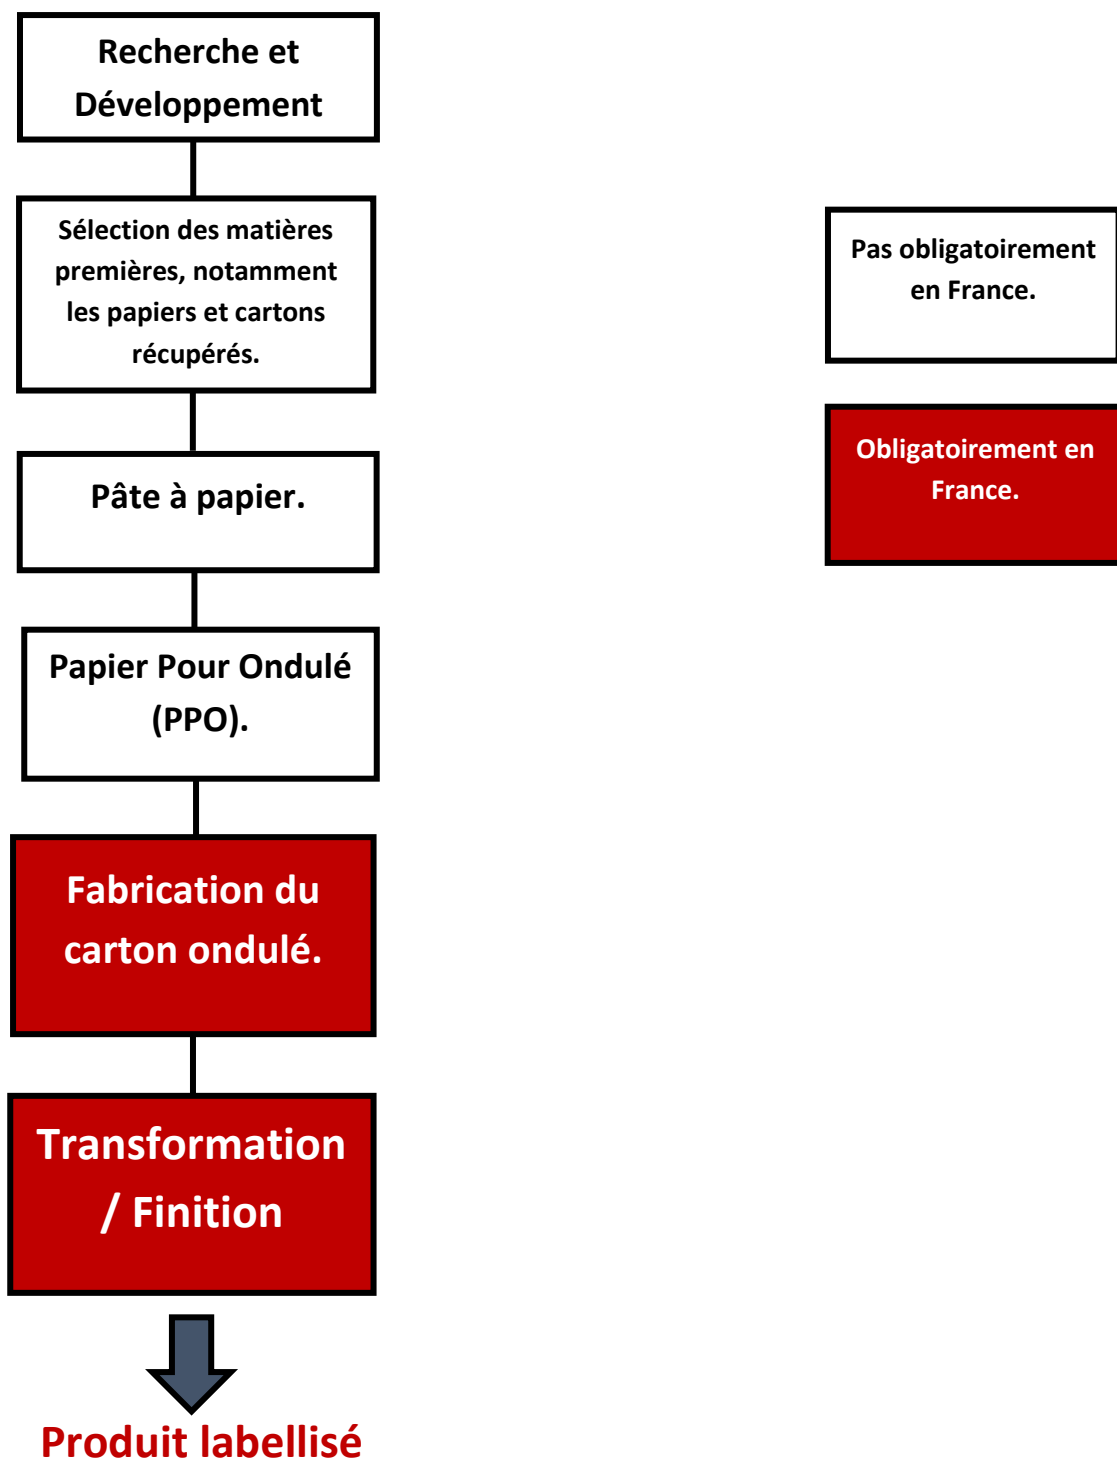 Recherche et
Développement
Sélection des matières
premières, notamment
les papiers et cartons
récupérés.
Pâte à papier.
Papier Pour Ondulé
(PPO).
Fabrication du
carton ondulé.
Transformation
/ Finition
Produit labellisé
Pas obligatoirement
en France.
Obligatoirement en
France.